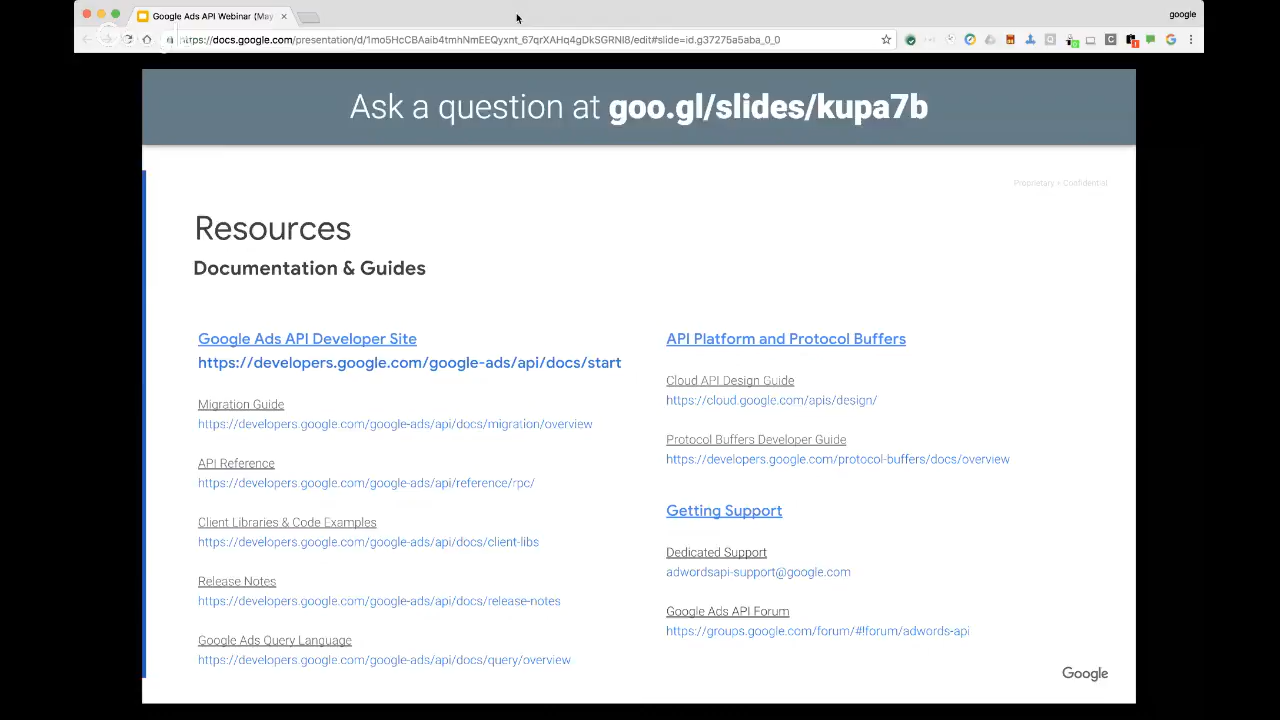 Google Ads API Webinar (May
google
https://docs.google.com/presentation/d/1mo5HcCBAaib4tmhNmEEQyxnt_67qrXAHq4gDkSGRNI8/edit#slide=id.g37275a5aba_0_0
Ask a question at goo.gl/slides/kupa7b
Proprietary + Confidential
Resources
Documentation & Guides
Google Ads API Developer Site
https://developers.google.com/google-ads/api/docs/start
Migration Guide
https://developers.google.com/google-ads/api/docs/migration/overview
API Reference
https://developers.google.com/google-ads/api/reference/rpc/
Client Libraries & Code Examples
https://developers.google.com/google-ads/api/docs/client-libs
Release Notes
https://developers.google.com/google-ads/api/docs/release-notes
Google Ads Query Language
https://developers.google.com/google-ads/api/docs/query/overview
API Platform and Protocol Buffers
Cloud API Design Guide
https://cloud.google.com/apis/design/
Protocol Buffers Developer Guide
https://developers.google.com/protocol-buffers/docs/overview
Getting Support
Dedicated Support
adwordsapi-support@google.com
Google Ads API Forum
https://groups.google.com/forum/#!forum/adwords-api
Google